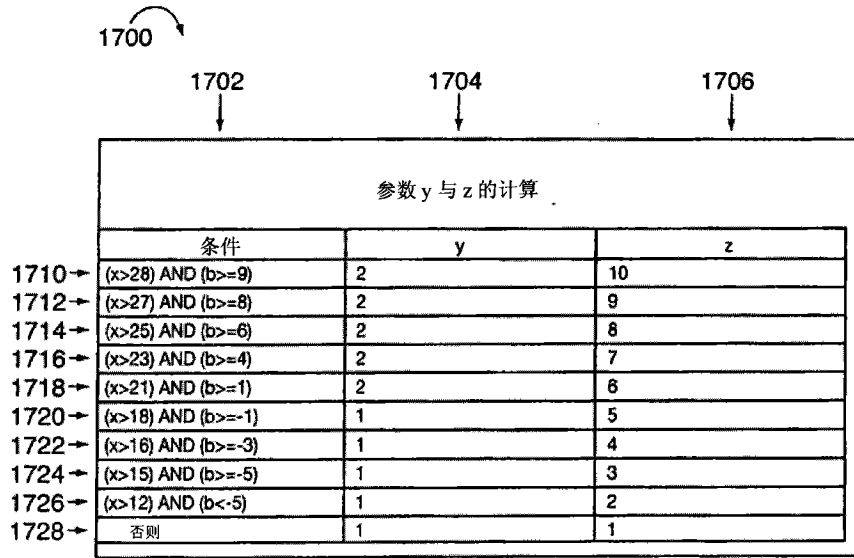 1700
1702 1704 1706
参数 y 与 z 的计算
条件 y z
1710 (x>28) AND (b>=9) 2 10
1712 (x>27) AND (b>=8) 2 9
1714 (x>25) AND (b>=6) 2 8
1716 (x>23) AND (b>=4) 2 7
1718 (x>21) AND (b>=1) 2 6
1720 (x>18) AND (b>=-1) 1 5
1722 (x>16) AND (b>=-3) 1 4
1724 (x>15) AND (b>=-5) 1 3
1726 (x>12) AND (b<-5) 1 2
1728 否则 1 1